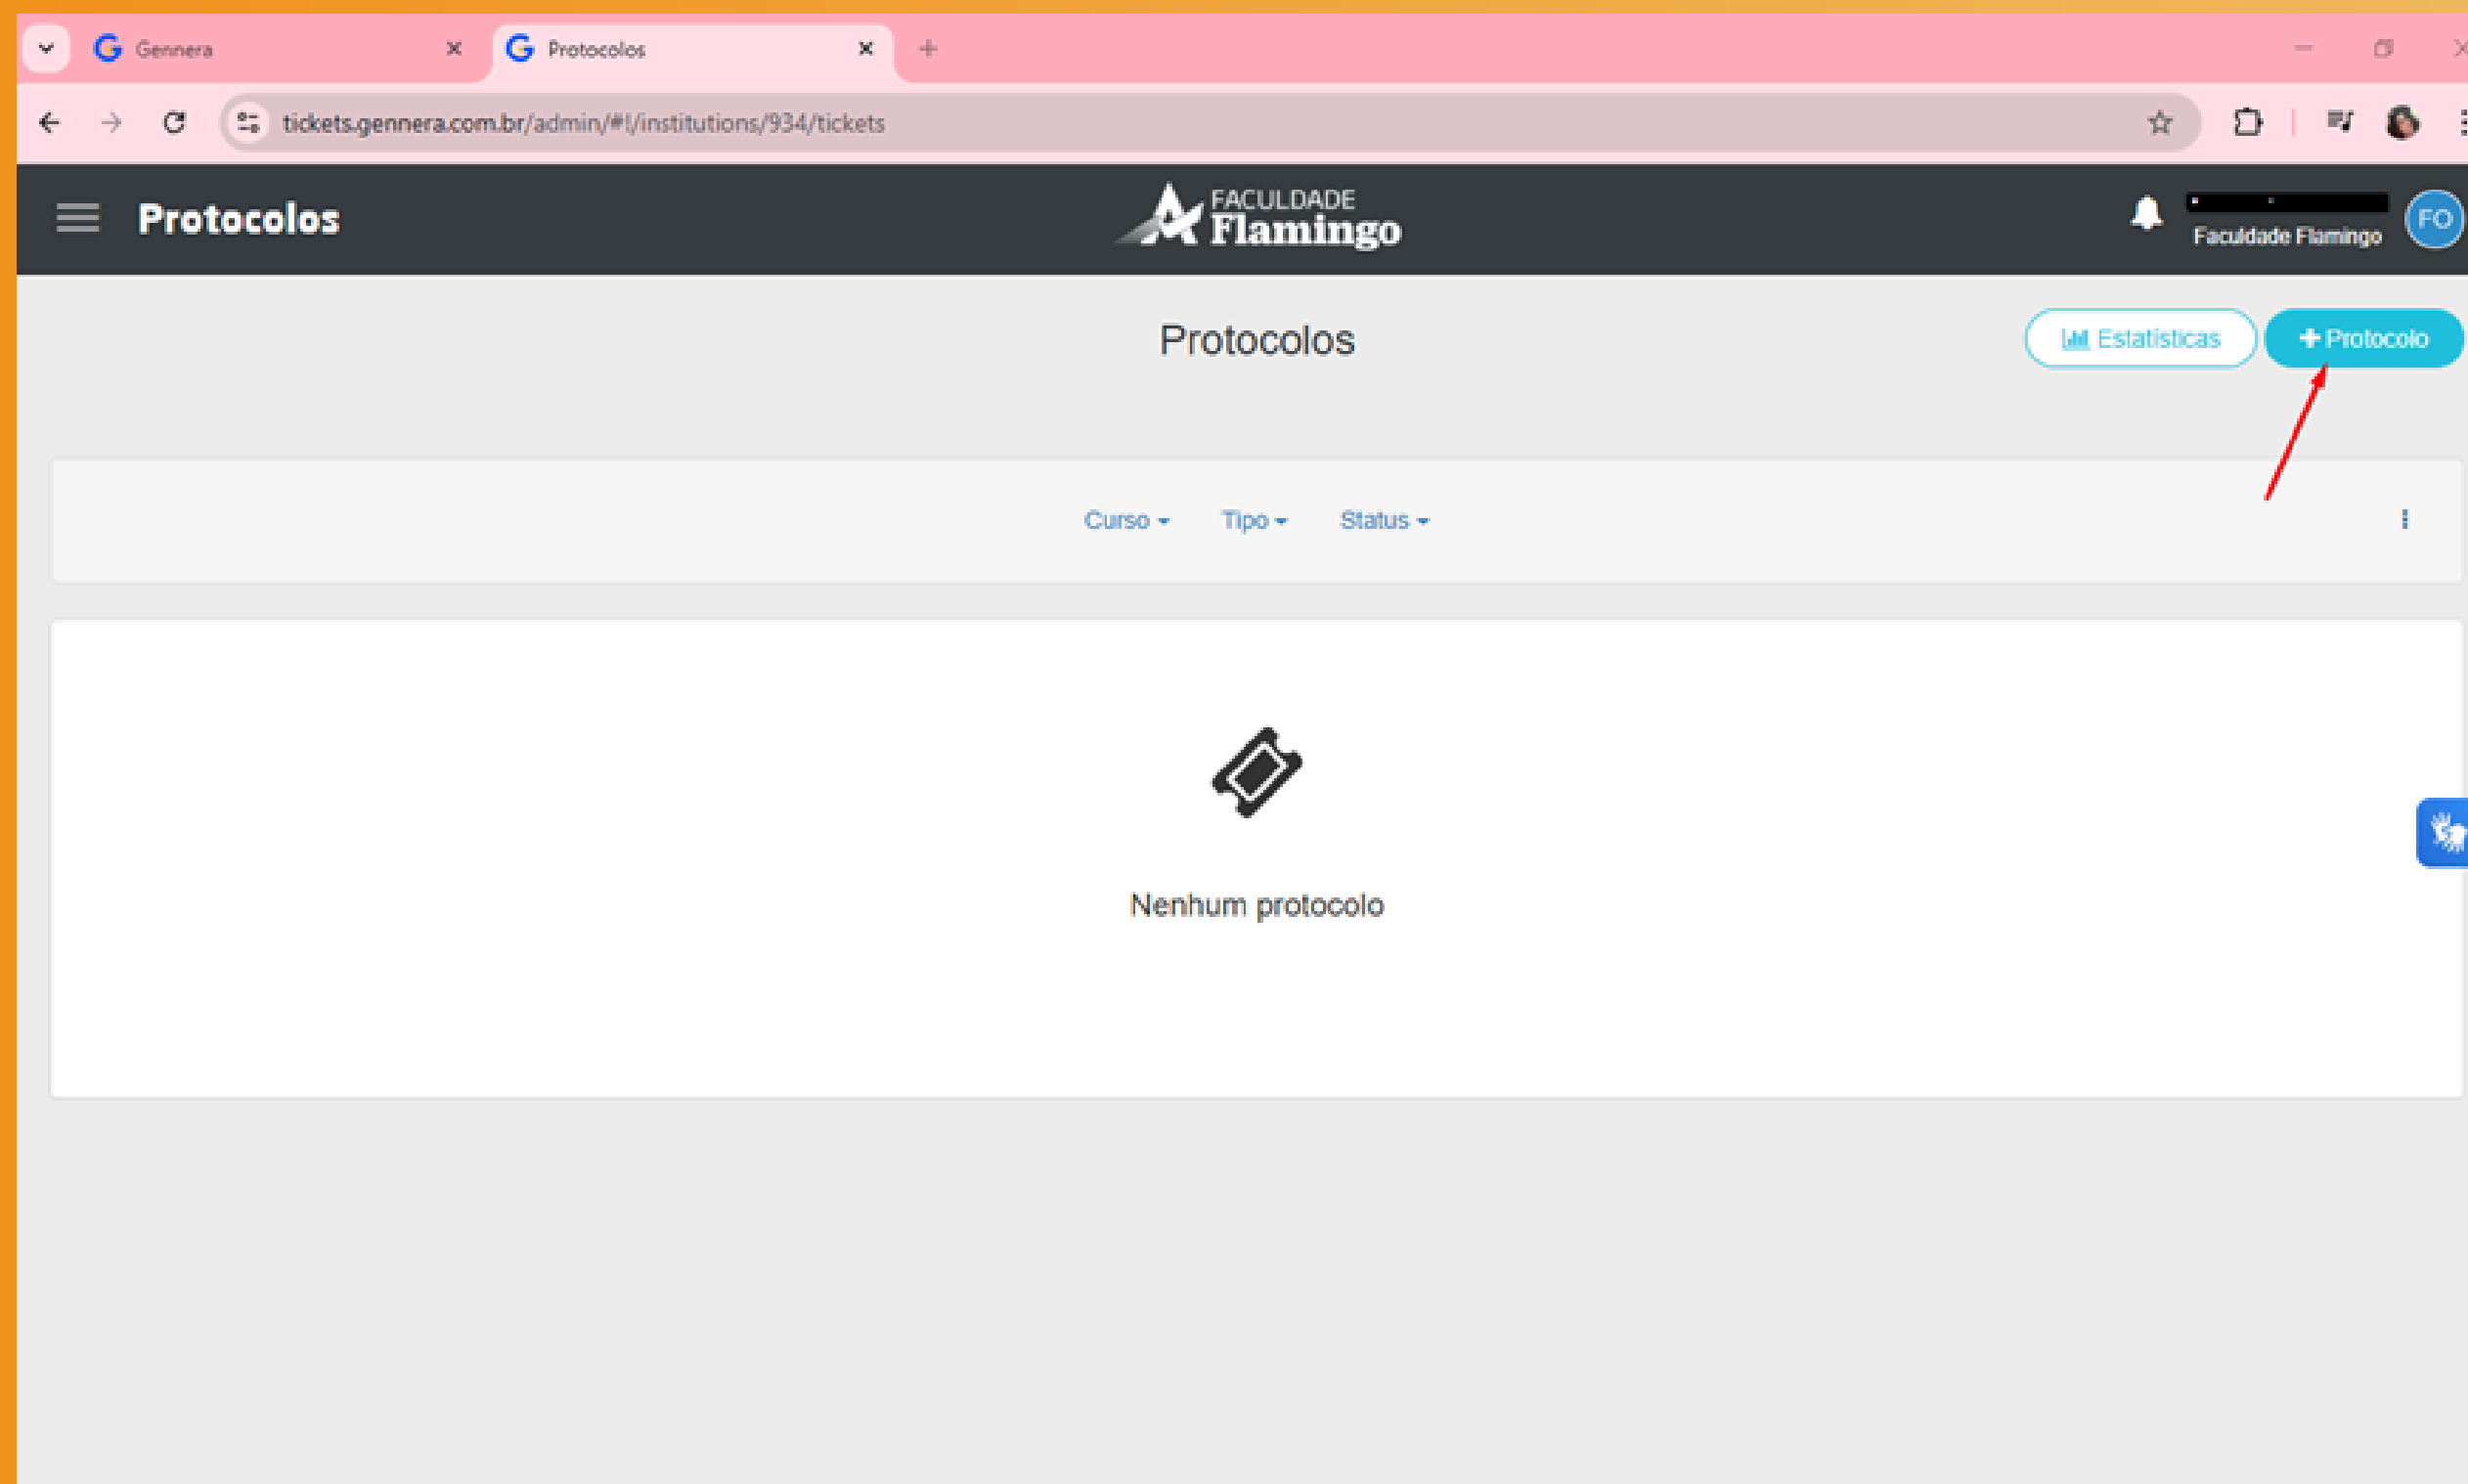 Gennera
Protocolos
tickets.gennera.com.br/admin/#!/institutions/934/tickets
Protocolos
FACULDADE
Flamingo
Faculdade Flamingo
FO
Protocolos
Estatísticas
+ Protocolo
Curso
Tipo
Status
Nenhum protocolo